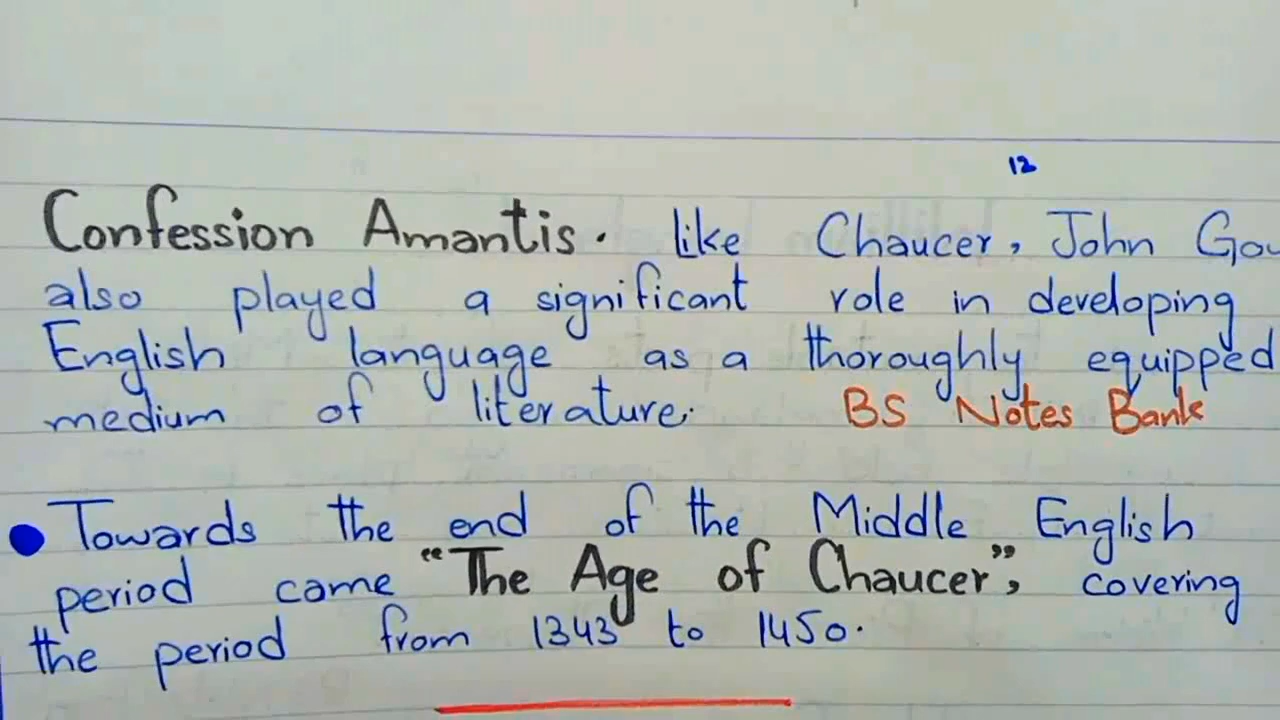 12
Confession Amantis. like Chaucer, John Gow
also played a significant role in developing
English language as a thoroughly equipped
medium of literature. BS Notes Bank
Towards the end of the Middle English
period came "The Age of Chaucer", covering
the period from 1343 to 1450.